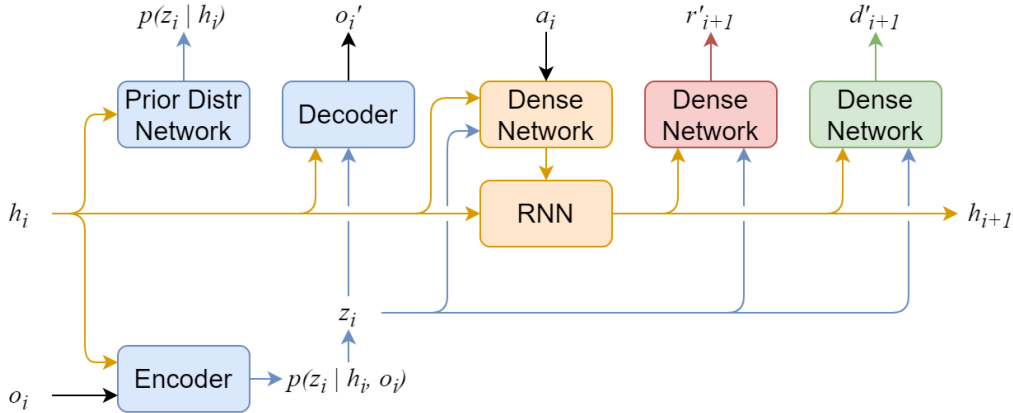 p(z_i | h_i)
o_i'
a_i
r'_{i+1}
d'_{i+1}
Prior Distr
Network
Decoder
Dense
Network
Dense
Network
Dense
Network
h_i
RNN
h_{i+1}
z_i
Encoder
p(z_i | h_i, o_i)
o_i